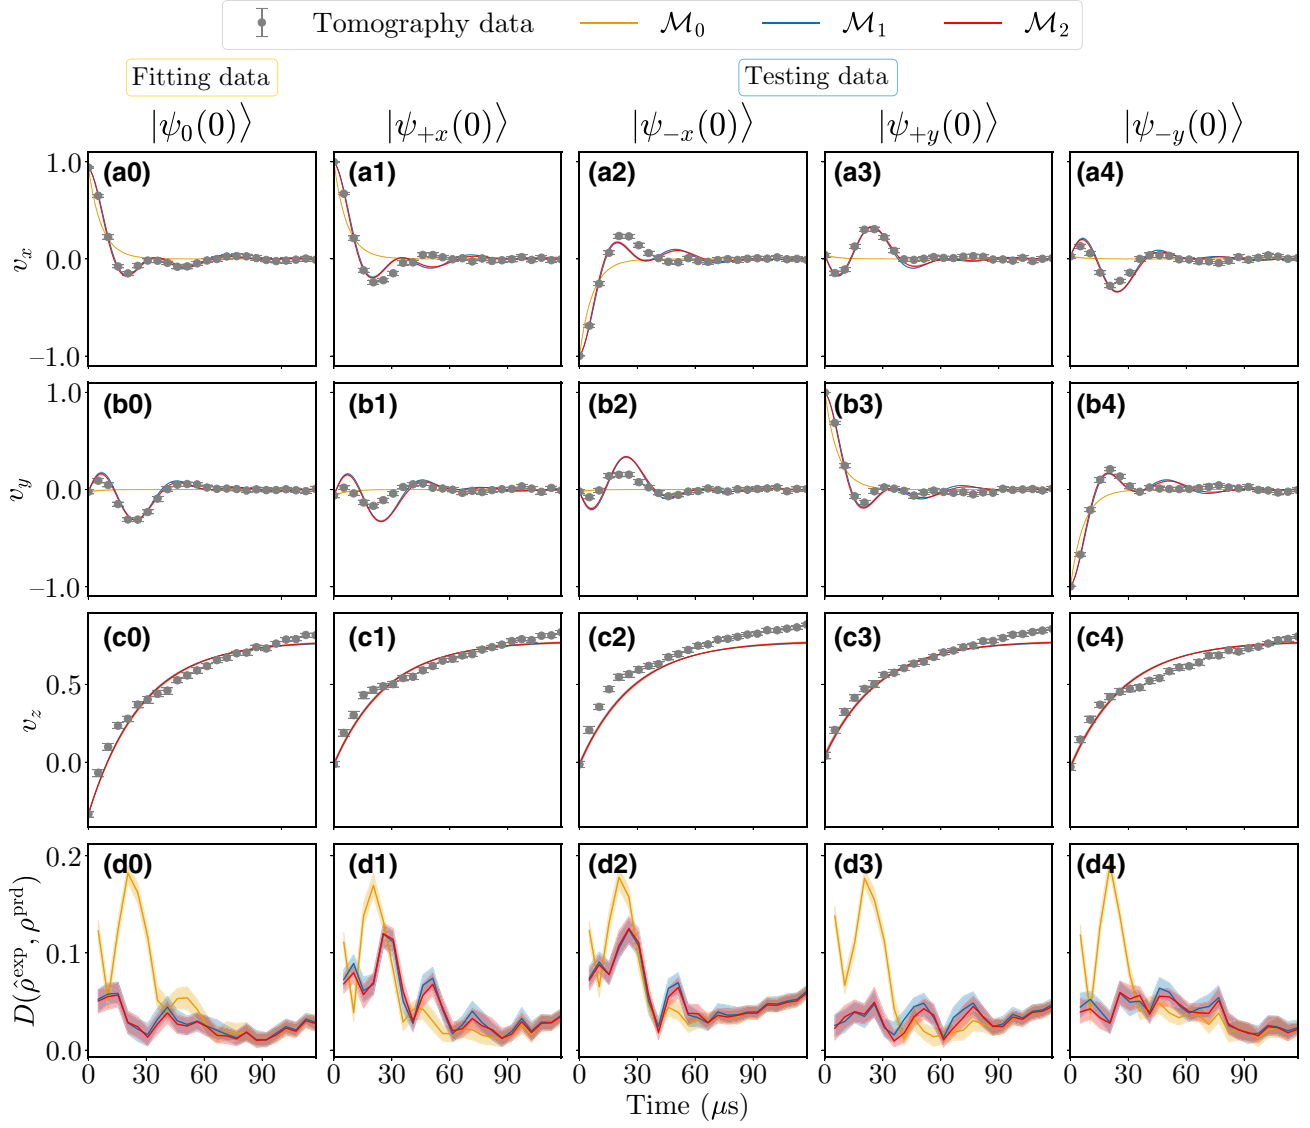 Tomography data M₀ M₁ M₂
Fitting data Testing data
|ψ₀(0)⟩ |ψ₊ₓ(0)⟩ |ψ₋ₓ(0)⟩ |ψ₊ᵧ(0)⟩ |ψ₋ᵧ(0)⟩
(a0) (a1) (a2) (a3) (a4)
1.0
0.0
−1.0
vₓ
(b0) (b1) (b2) (b3) (b4)
1.0
0.0
−1.0
v_y
(c0) (c1) (c2) (c3) (c4)
0.5
0.0
v_z
(d0) (d1) (d2) (d3) (d4)
0.2
0.1
0.0
D(ρ̂^exp, ρ^prd)
0 30 60 90 0 30 60 90 0 30 60 90 0 30 60 90 0 30 60 90
Time (μs)